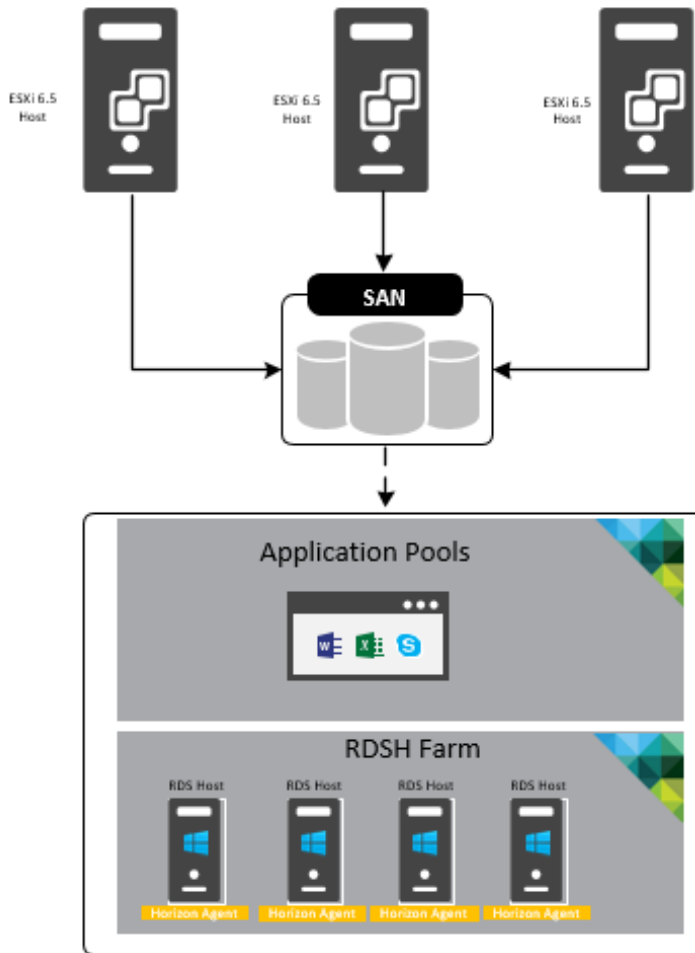 ESXi 6.5
Host
ESXi 6.5
Host
ESXi 6.5
Host
SAN
Application Pools
W X S
RDSH Farm
RDS Host RDS Host RDS Host RDS Host
Horizon Agent Horizon Agent Horizon Agent Horizon Agent